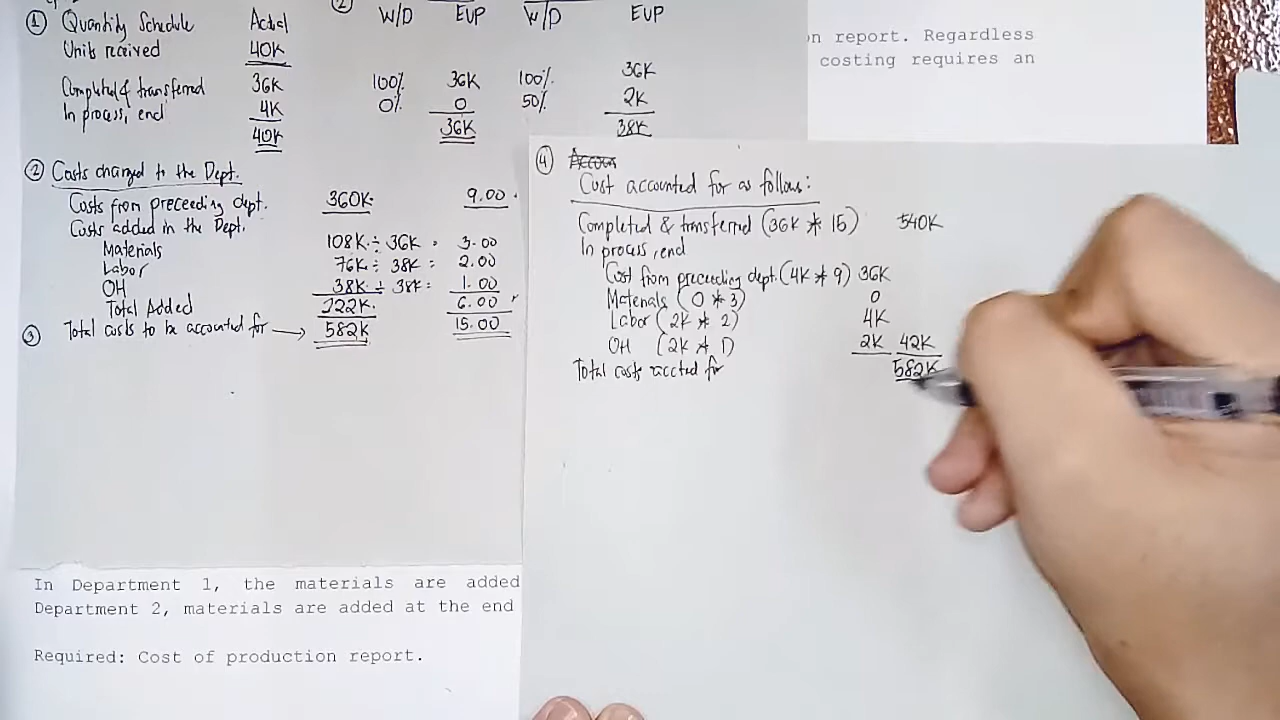 ② W/D EUP W/D EUP
① Quantity Schedule Actual
Units received 40K
Completed & transferred 36K 100% 36K 100% 36K
In process, end 4K 0% 0 50% 2K
40K 36K 38K
② Costs charged to the Dept.
Costs from preceeding dept. 360K 9.00
Costs added in the Dept.
Materials 108K ÷ 36K = 3.00
Labor 76K ÷ 38K = 2.00
OH 38K ÷ 38K = 1.00
Total Added 222K 6.00
③ Total costs to be accounted for → 582K 15.00
n report. Regardless
costing requires an
④
Cost accounted for as follows:
Completed & transferred (36K * 15) 540K
In process, end
Cost from preceeding dept. (4K * 9) 36K
Materials (0 * 3) 0
Labor (2K * 2) 4K
OH (2K * 1) 2K 42K
Total costs accted for 582K
In Department 1, the materials are added
Department 2, materials are added at the end
Required: Cost of production report.